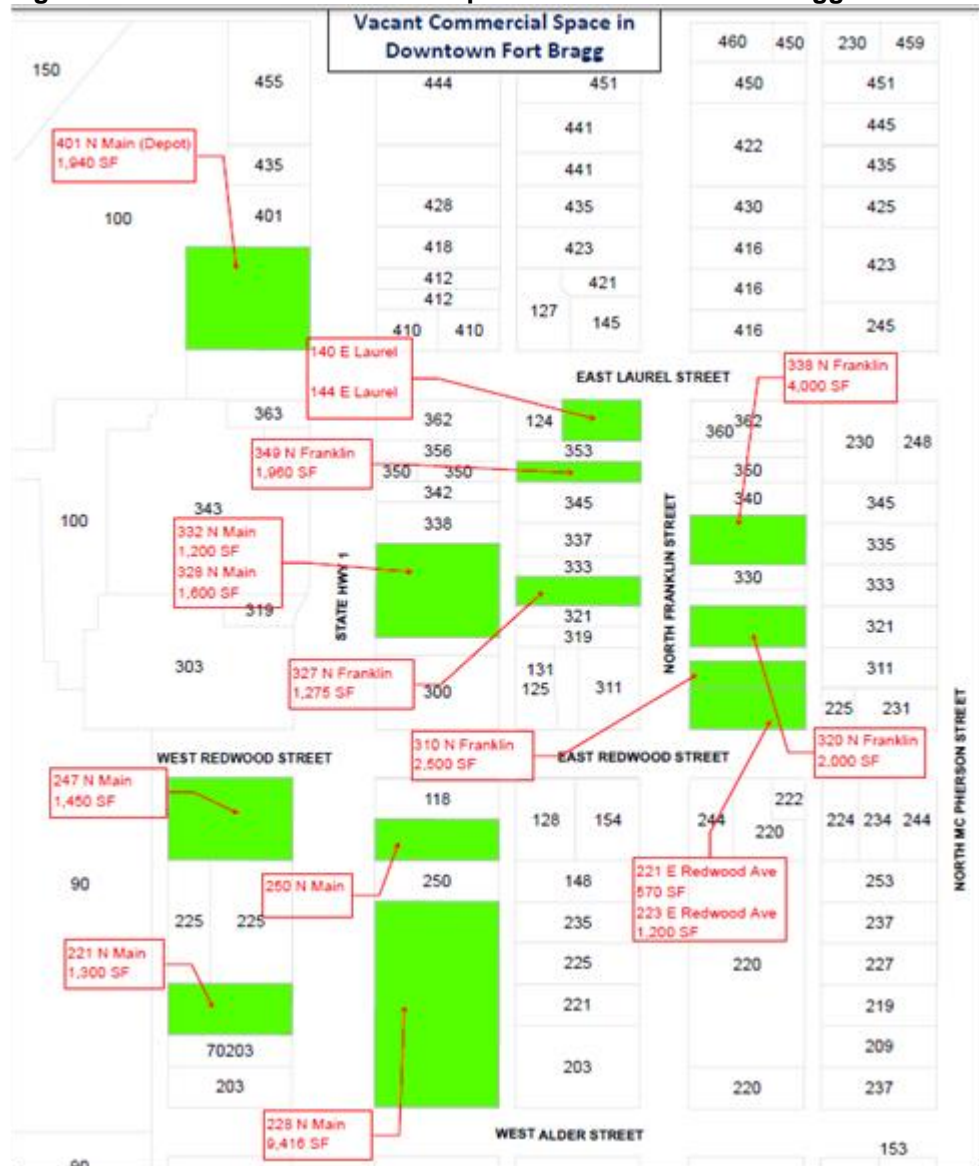 Vacant Commercial Space in
Downtown Fort Bragg
460 450 230 459
150
455 444 451 450 451
441 422 445
401 N Main (Depot)
1,940 SF
435 441 435
100 401 428 435 430 425
418 423 416 423
412 421 416
412
127 145 245
410 410 416
140 E Laurel
144 E Laurel
EAST LAUREL STREET
338 N Franklin
4,000 SF
363 362 124 360 362 230 248
356 353
349 N Franklin
1,960 SF
350 350 350
342 345 340 345
100 343 338 337 335
332 N Main
1,200 SF
328 N Main
1,600 SF
STATE HWY 1
NORTH FRANKLIN STREET
333 330 333
319 321 321
319
303 131 311
327 N Franklin
1,275 SF
300 125 311
225 231
310 N Franklin
2,500 SF
320 N Franklin
2,000 SF
WEST REDWOOD STREET
EAST REDWOOD STREET
NORTH MC PHERSON STREET
247 N Main
1,450 SF
118 222
128 154 244 220 224 234 244
221 E Redwood Ave
570 SF
223 E Redwood Ave
1,200 SF
90
250 N Main
250 148 253
225 225 235 237
221 N Main
1,300 SF
225 220 227
221 219
70203 209
203 203 220 237
228 N Main
9,416 SF
WEST ALDER STREET
153
90